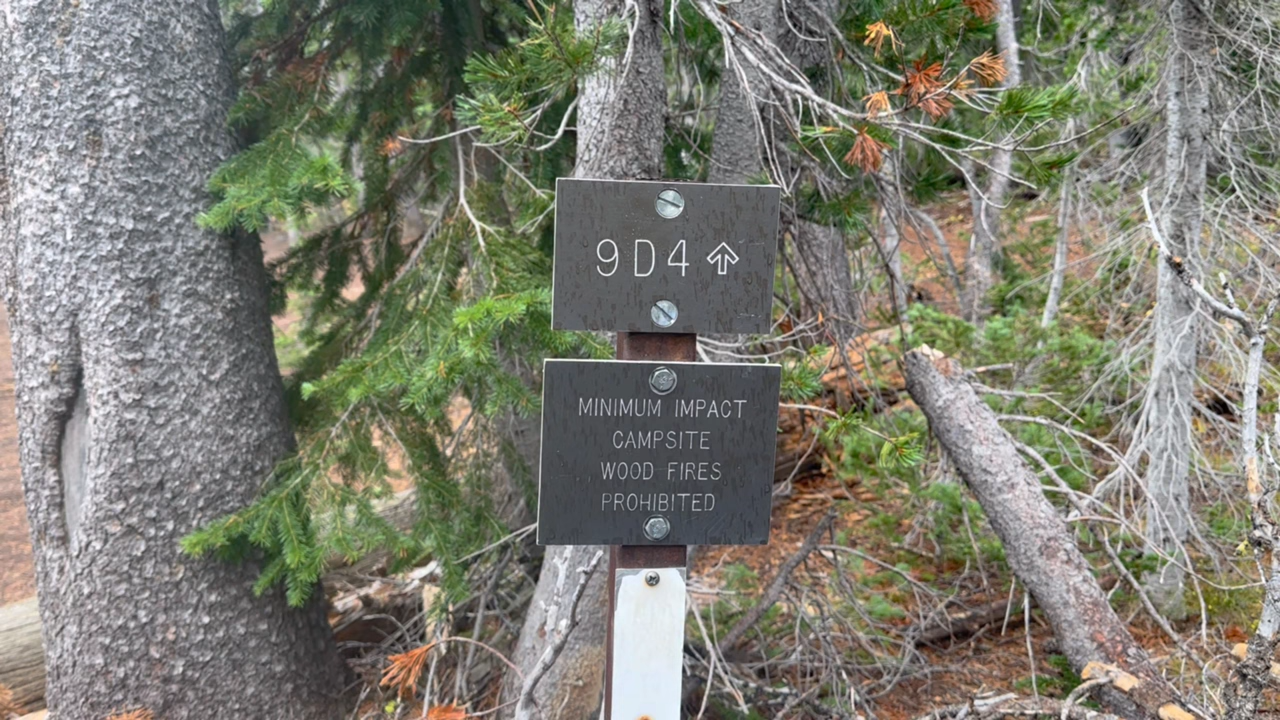 9D4 ↑
MINIMUM IMPACT
CAMPSITE
WOOD FIRES
PROHIBITED